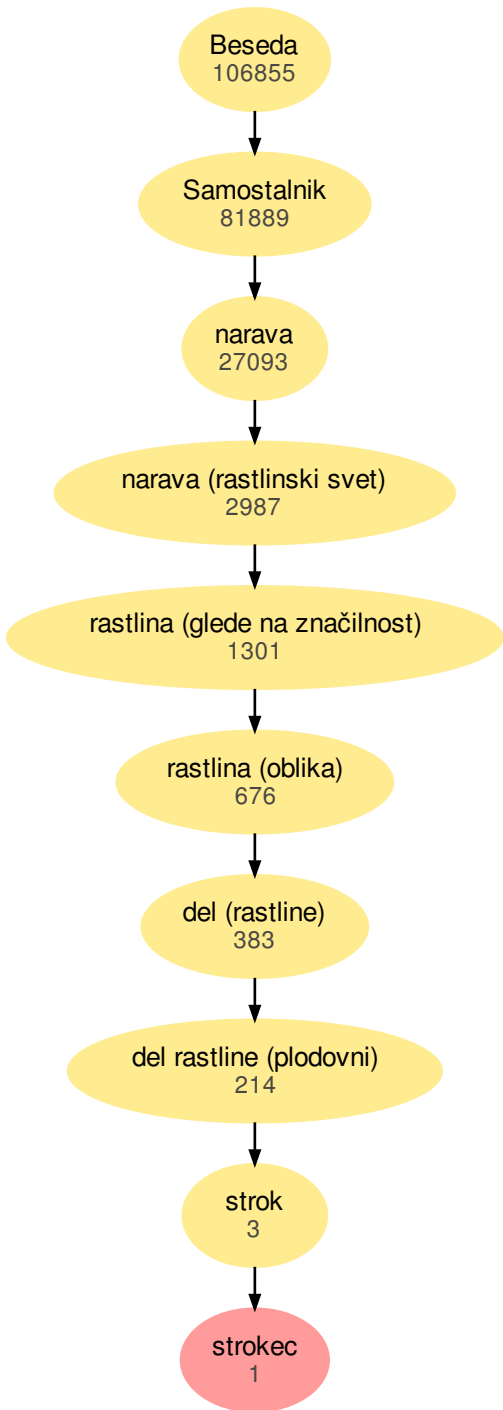 Beseda
106855
Samostalnik
81889
narava
27093
narava (rastlinski svet)
2987
rastlina (glede na značilnost)
1301
rastlina (oblika)
676
del (rastline)
383
del rastline (plodovni)
214
strok
3
strokec
1